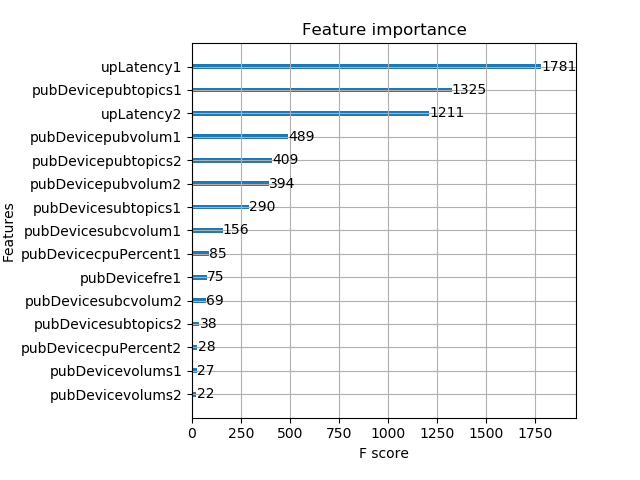 Feature importance
upLatency1 1781
pubDevicepubtopics1 1325
upLatency2 1211
pubDevicepubvolum1 489
pubDevicepubtopics2 409
pubDevicepubvolum2 394
pubDevicesubtopics1 290
pubDevicesubcvolum1 156
pubDevicecpuPercent1 85
pubDevicefre1 75
pubDevicesubcvolum2 69
pubDevicesubtopics2 38
pubDevicecpuPercent2 28
pubDevicevolums1 27
pubDevicevolums2 22
Features
0 250 500 750 1000 1250 1500 1750
F score